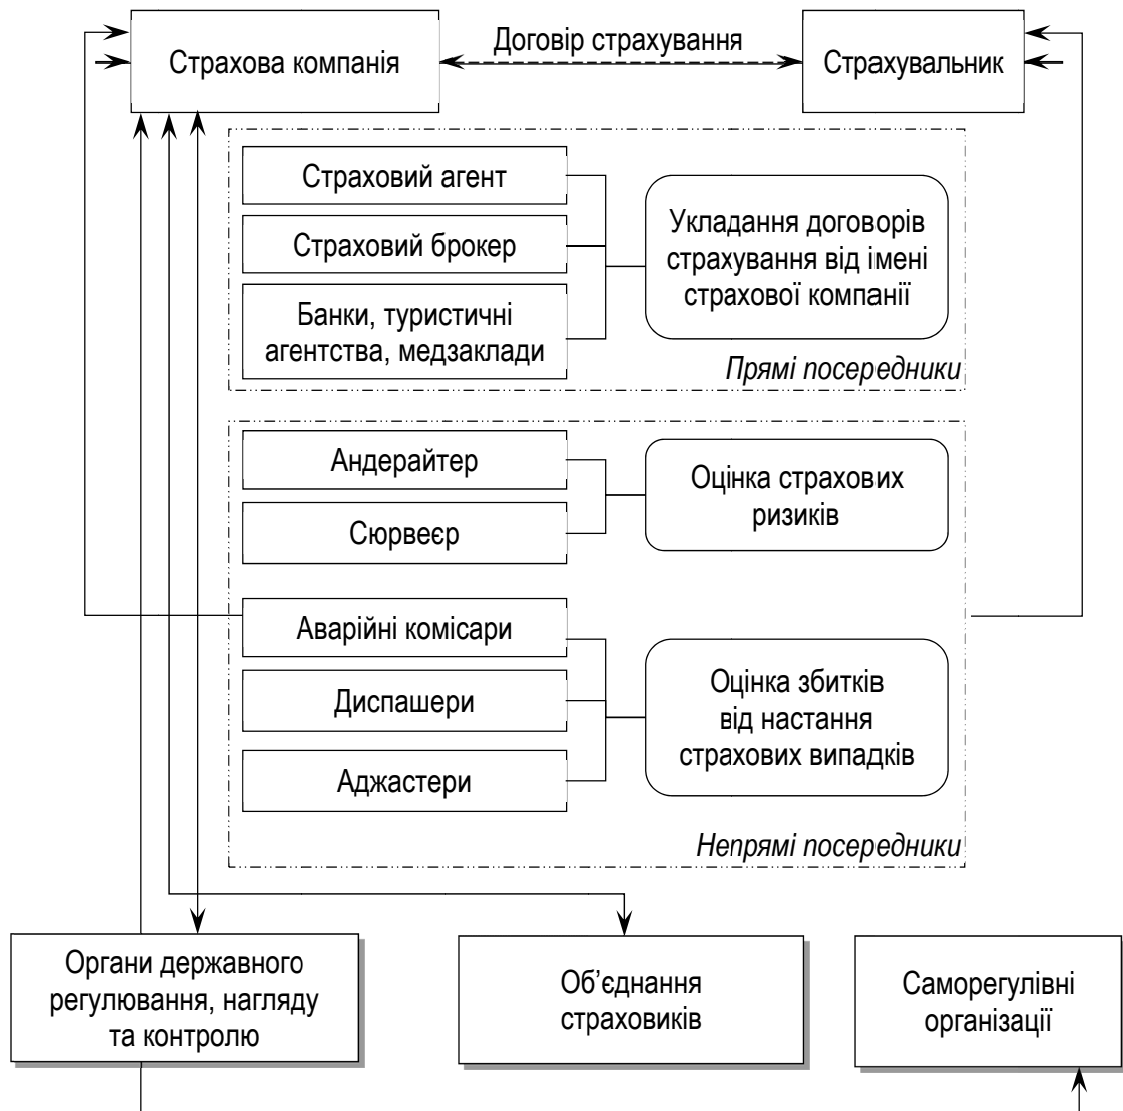 Договір страхування
Страхова компанія
Страхувальник
Страховий агент
Страховий брокер
Банки, туристичні
агентства, медзаклади
Укладання договорів
страхування від імені
страхової компанії
Прямі посередники
Андерайтер
Сюрвеєр
Оцінка страхових
ризиків
Аварійні комісари
Диспашери
Аджастери
Оцінка збитків
від настання
страхових випадків
Непрямі посередники
Органи державного
регулювання, нагляду
та контролю
Об’єднання
страховиків
Саморегулівні
організації